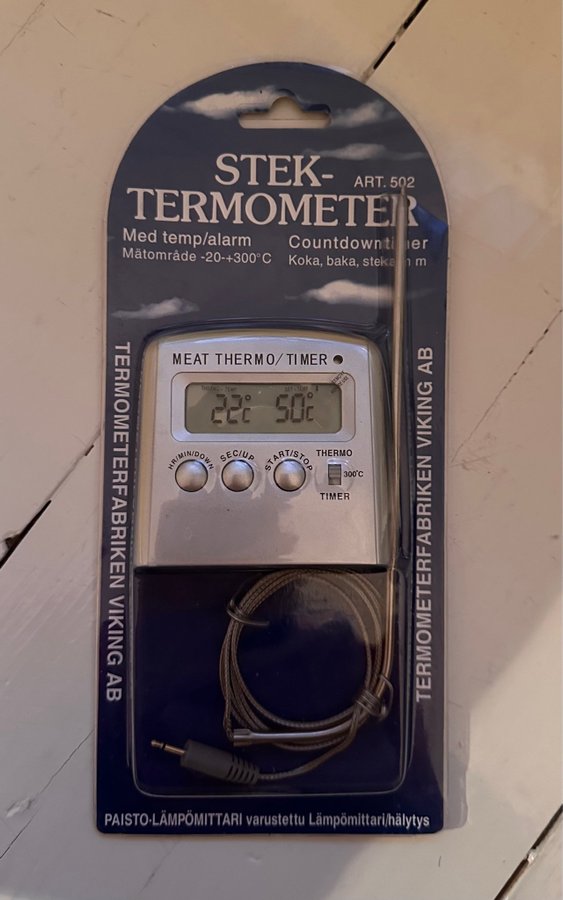 STEK-
ART. 502
TERMOMETER
Med temp/alarm
Mätområde -20-+300°C
Countdowntimer
Koka, baka, steka m m
MEAT THERMO/TIMER
22°C 50°C
HR/MIN/DOWN
SEC/UP
START/STOP
THERMO
300°C
TIMER
TERMOMETERFABRIKEN VIKING AB
TERMOMETERFABRIKEN VIKING AB
PAISTO-LÄMPÖMITTARI varustettu Lämpömittari/hälytys